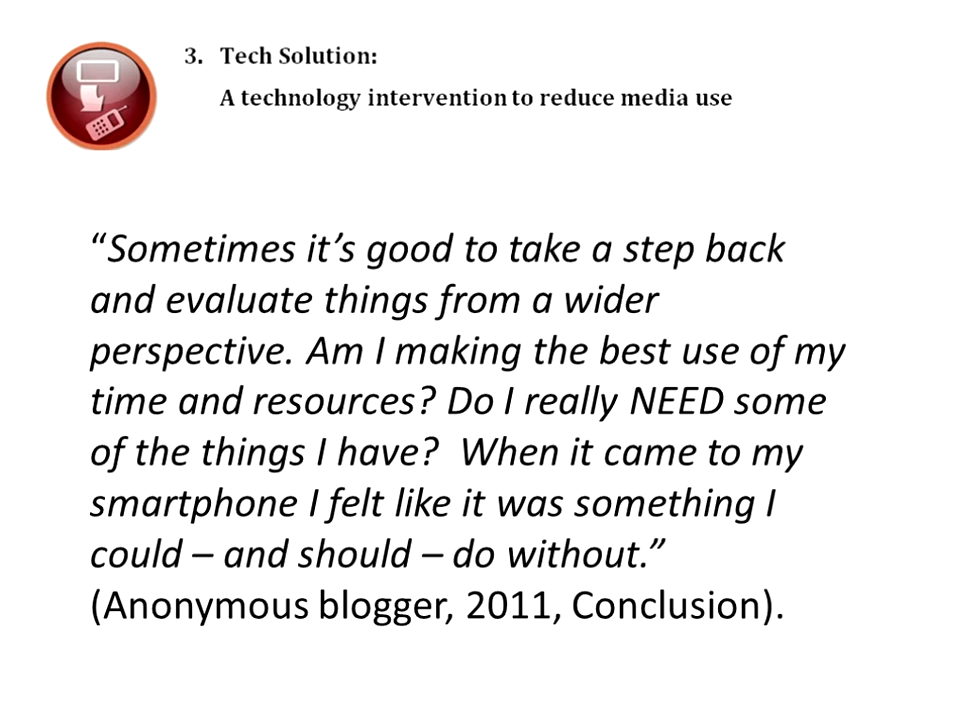 3. Tech Solution:
A technology intervention to reduce media use
“Sometimes it’s good to take a step back
and evaluate things from a wider
perspective. Am I making the best use of my
time and resources? Do I really NEED some
of the things I have?  When it came to my
smartphone I felt like it was something I
could – and should – do without.”
(Anonymous blogger, 2011, Conclusion).